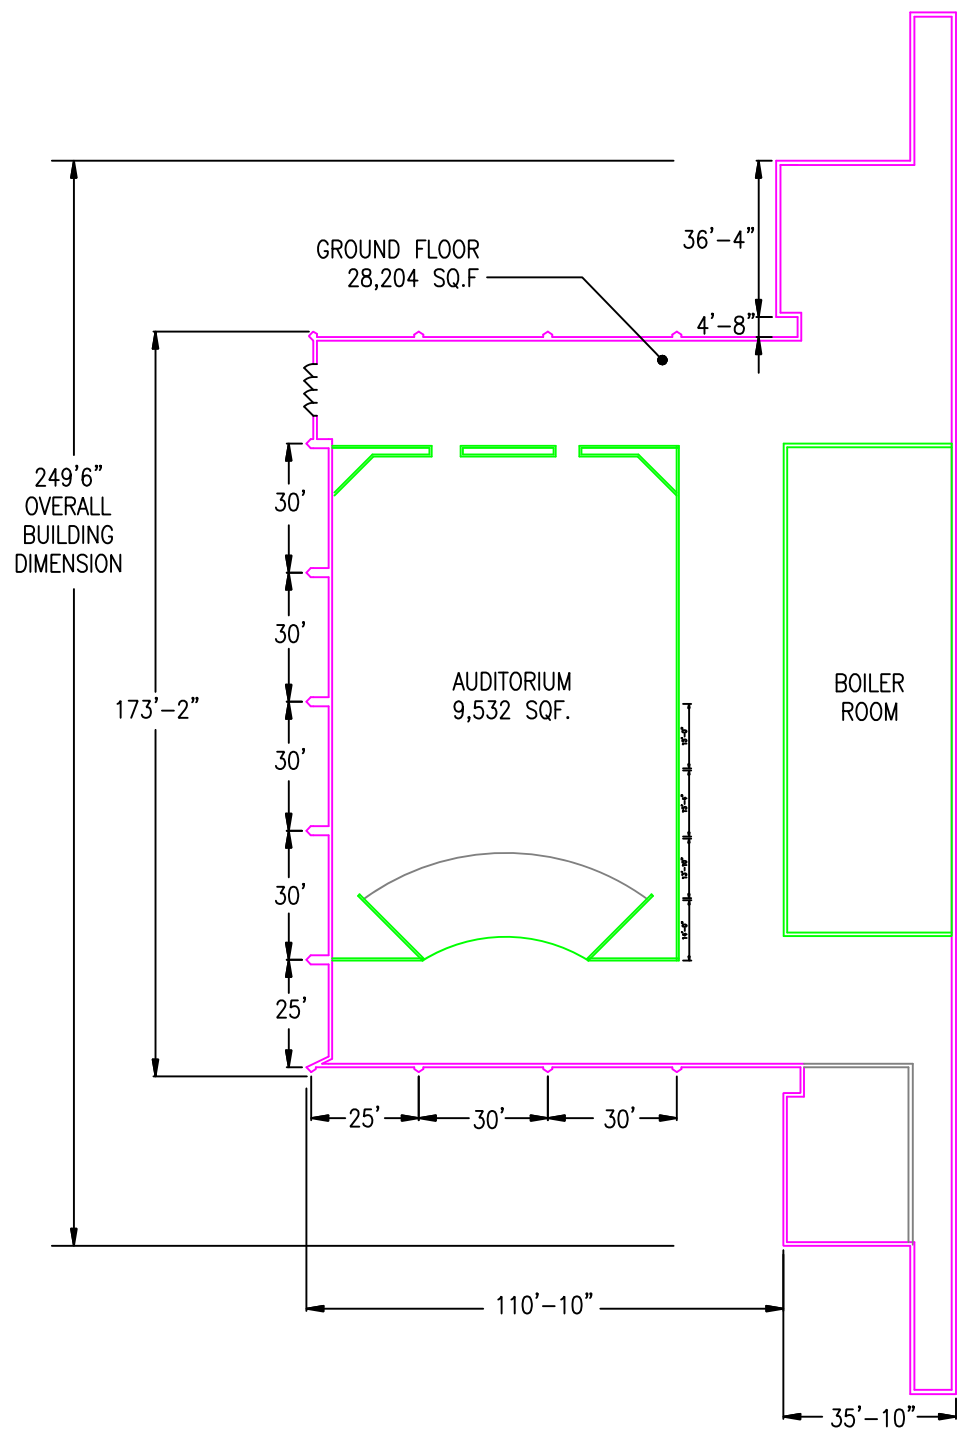 36'-4"
GROUND FLOOR
28,204 SQ.F
4'-8"
249'6"
OVERALL
BUILDING
DIMENSION
30'
30'
AUDITORIUM
9,532 SQF.
BOILER
ROOM
173'-2"
30'
30'
25'
25'
30'
30'
110'-10"
35'-10"